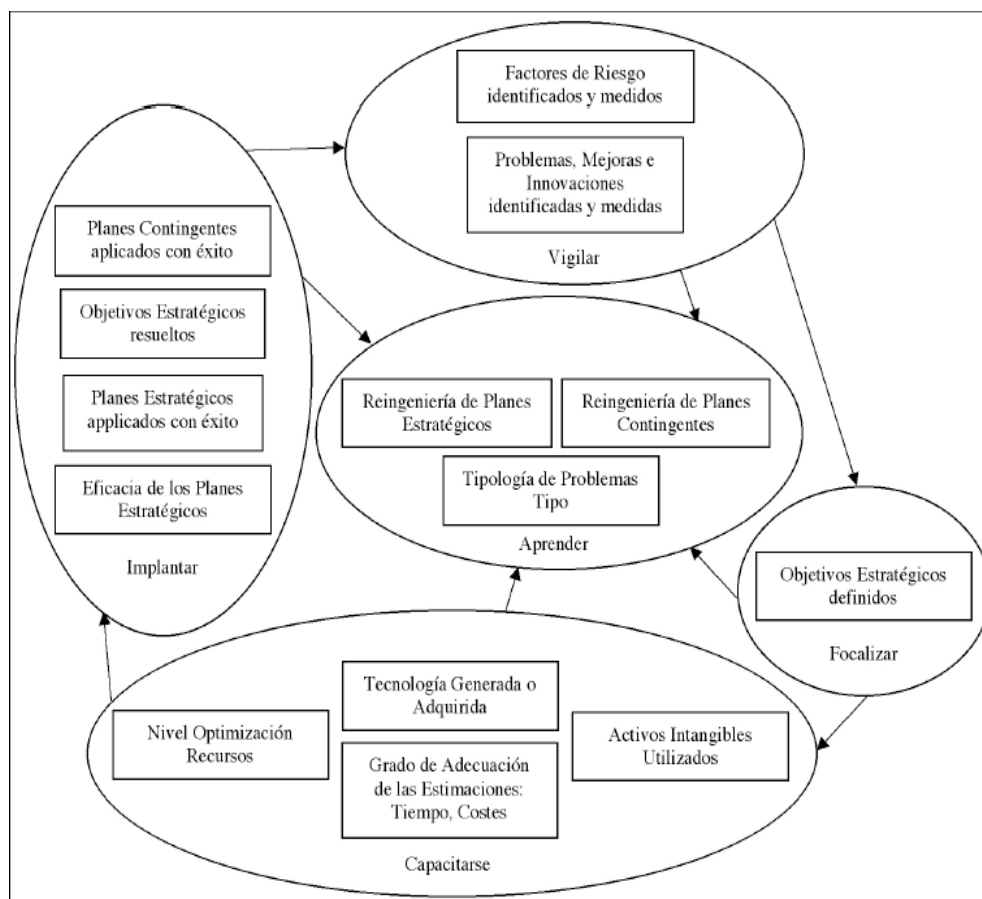 Factores de Riesgo
identificados y medidos
Problemas, Mejoras e
Innovaciones
identificadas y medidas
Vigilar
Planes Contingentes
aplicados con éxito
Objetivos Estratégicos
resueltos
Planes Estratégicos
applicados con éxito
Eficacia de los Planes
Estratégicos
Implantar
Reingeniería de Planes
Estratégicos
Reingeniería de Planes
Contingentes
Tipología de Problemas
Tipo
Aprender
Objetivos Estratégicos
definidos
Focalizar
Tecnología Generada o
Adquirida
Nivel Optimización
Recursos
Grado de Adecuación
de las Estimaciones:
Tiempo, Costes
Activos Intangibles
Utilizados
Capacitarse